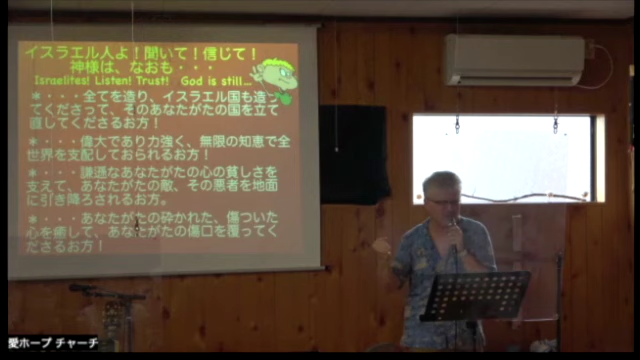 イスラエル人よ！聞いて！信じて！
神様は、なおも・・・
Israelites! Listen! Trust! God is still...
＊・・・全てを造り、イスラエル国も造っ
てくださって、そのあなたがたの国を立て
直してくださるお方！
＊・・・偉大であり力強く、無限の知恵で全
世界を支配しておられるお方！
＊・・・謙遜なあなたがたの心の貧しさを
支えて、あなたがたの敵、その悪者を地面
に引き降ろされるお方。
＊・・・あなたがたの砕かれた、傷ついた
心を癒して、あなたがたの傷口を覆ってく
ださるお方！
愛ホープ チャーチ